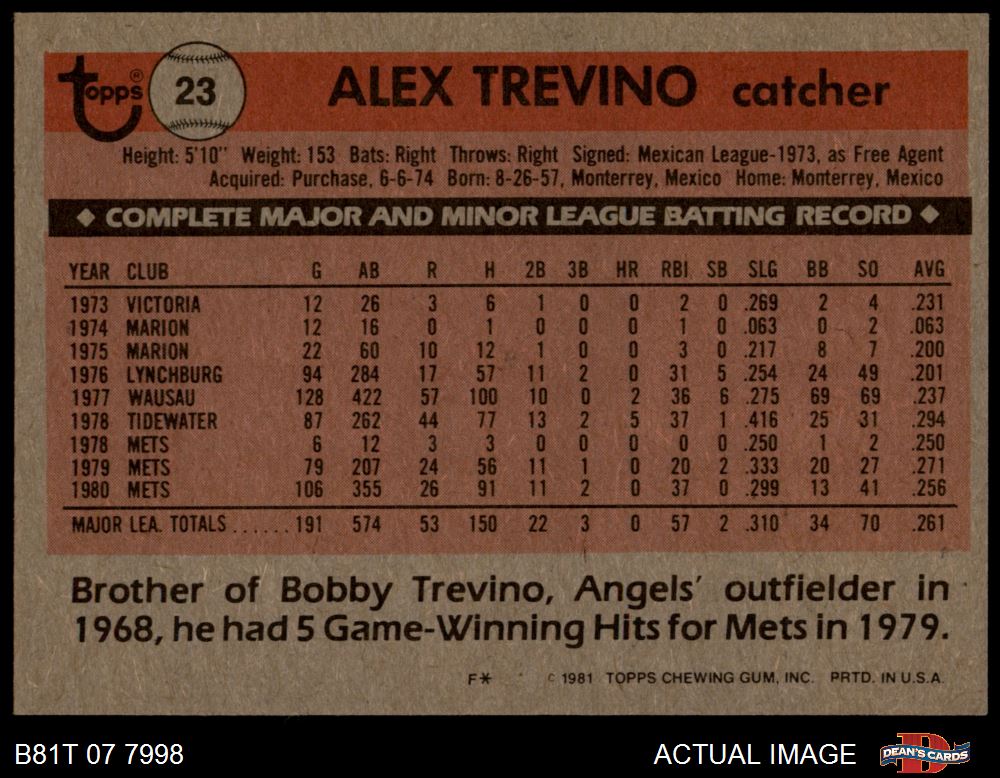 topps® 23 ALEX TREVINO catcher
Height: 5'10" Weight: 153 Bats: Right Throws: Right Signed: Mexican League-1973, as Free Agent
Acquired: Purchase, 6-6-74 Born: 8-26-57, Monterrey, Mexico Home: Monterrey, Mexico
◆ COMPLETE MAJOR AND MINOR LEAGUE BATTING RECORD ◆
YEAR CLUB G AB R H 2B 3B HR RBI SB SLG BB SO AVG
1973 VICTORIA 12 26 3 6 1 0 0 2 0 .269 2 4 .231
1974 MARION 12 16 0 1 0 0 0 1 0 .063 0 2 .063
1975 MARION 22 60 10 12 1 0 0 3 0 .217 8 7 .200
1976 LYNCHBURG 94 284 17 57 11 2 0 31 5 .254 24 49 .201
1977 WAUSAU 128 422 57 100 10 0 2 36 6 .275 69 69 .237
1978 TIDEWATER 87 262 44 77 13 2 5 37 1 .416 25 31 .294
1978 METS 6 12 3 3 0 0 0 0 0 .250 1 2 .250
1979 METS 79 207 24 56 11 1 0 20 2 .333 20 27 .271
1980 METS 106 355 26 91 11 2 0 37 0 .299 13 41 .256
MAJOR LEA. TOTALS......191 574 53 150 22 3 0 57 2 .310 34 70 .261
Brother of Bobby Trevino, Angels' outfielder in
1968, he had 5 Game-Winning Hits for Mets in 1979.
F* © 1981 TOPPS CHEWING GUM, INC. PRTD. IN U.S.A.
B81T 07 7998 ACTUAL IMAGE DEAN'S CARDS